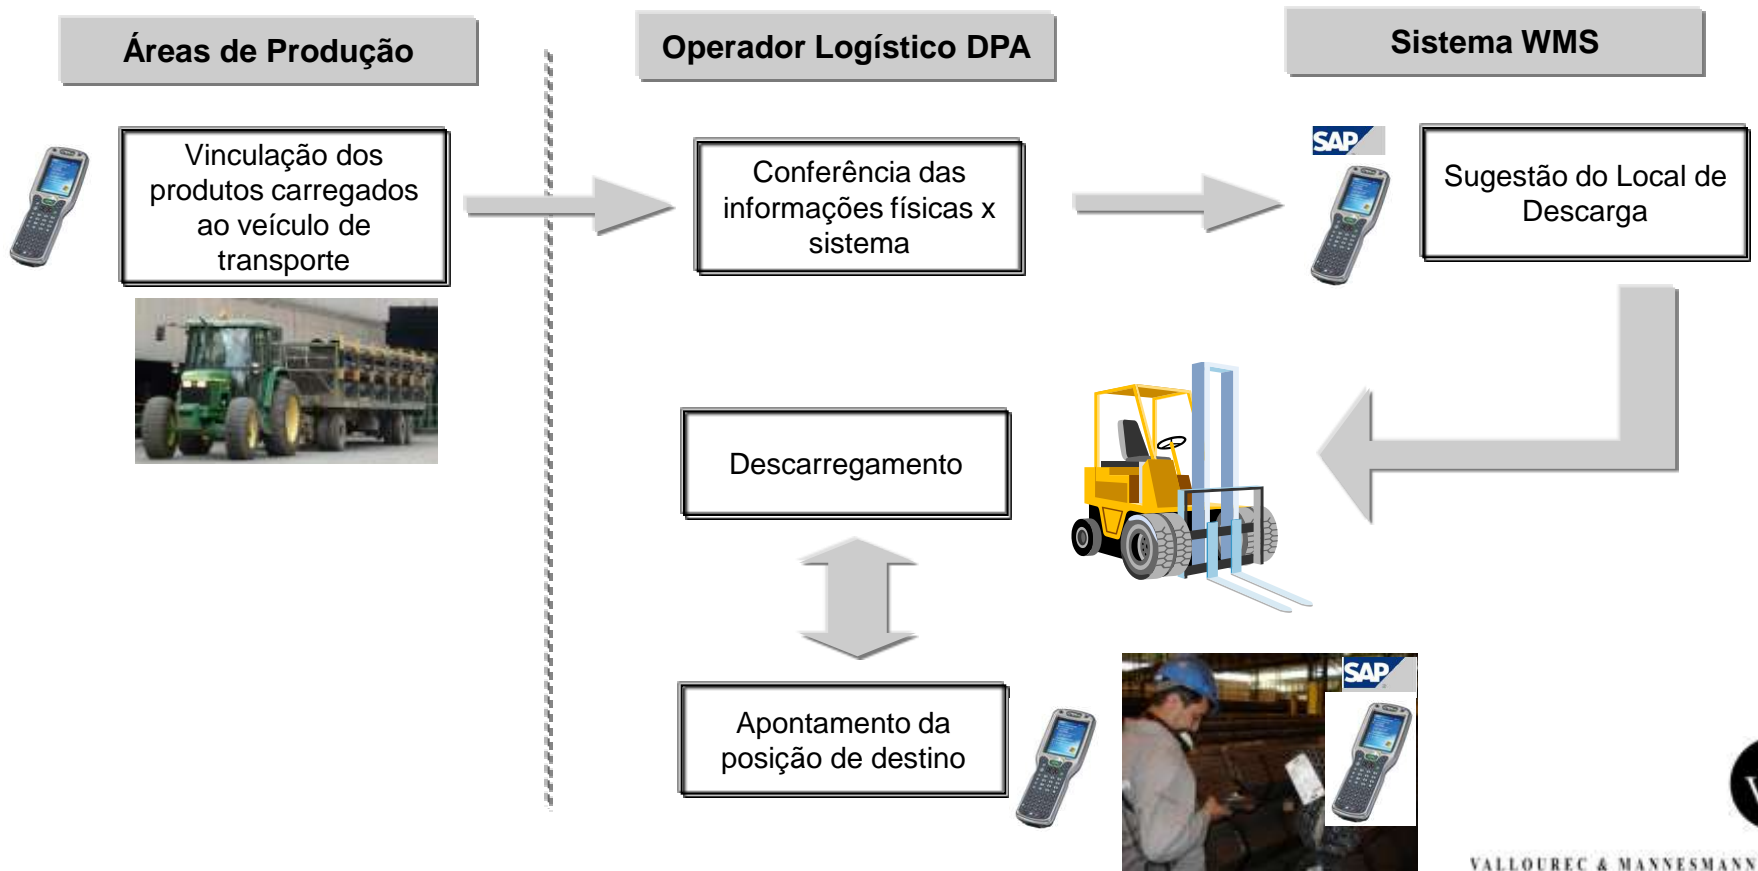 Áreas de Produção
Operador Logístico DPA
Sistema WMS
Vinculação dos
produtos carregados
ao veículo de
transporte
Conferência das
informações físicas x
sistema
SAP
Sugestão do Local de
Descarga
Descarregamento
Apontamento da
posição de destino
SAP
V
VALLOUREC & MANNESMANN